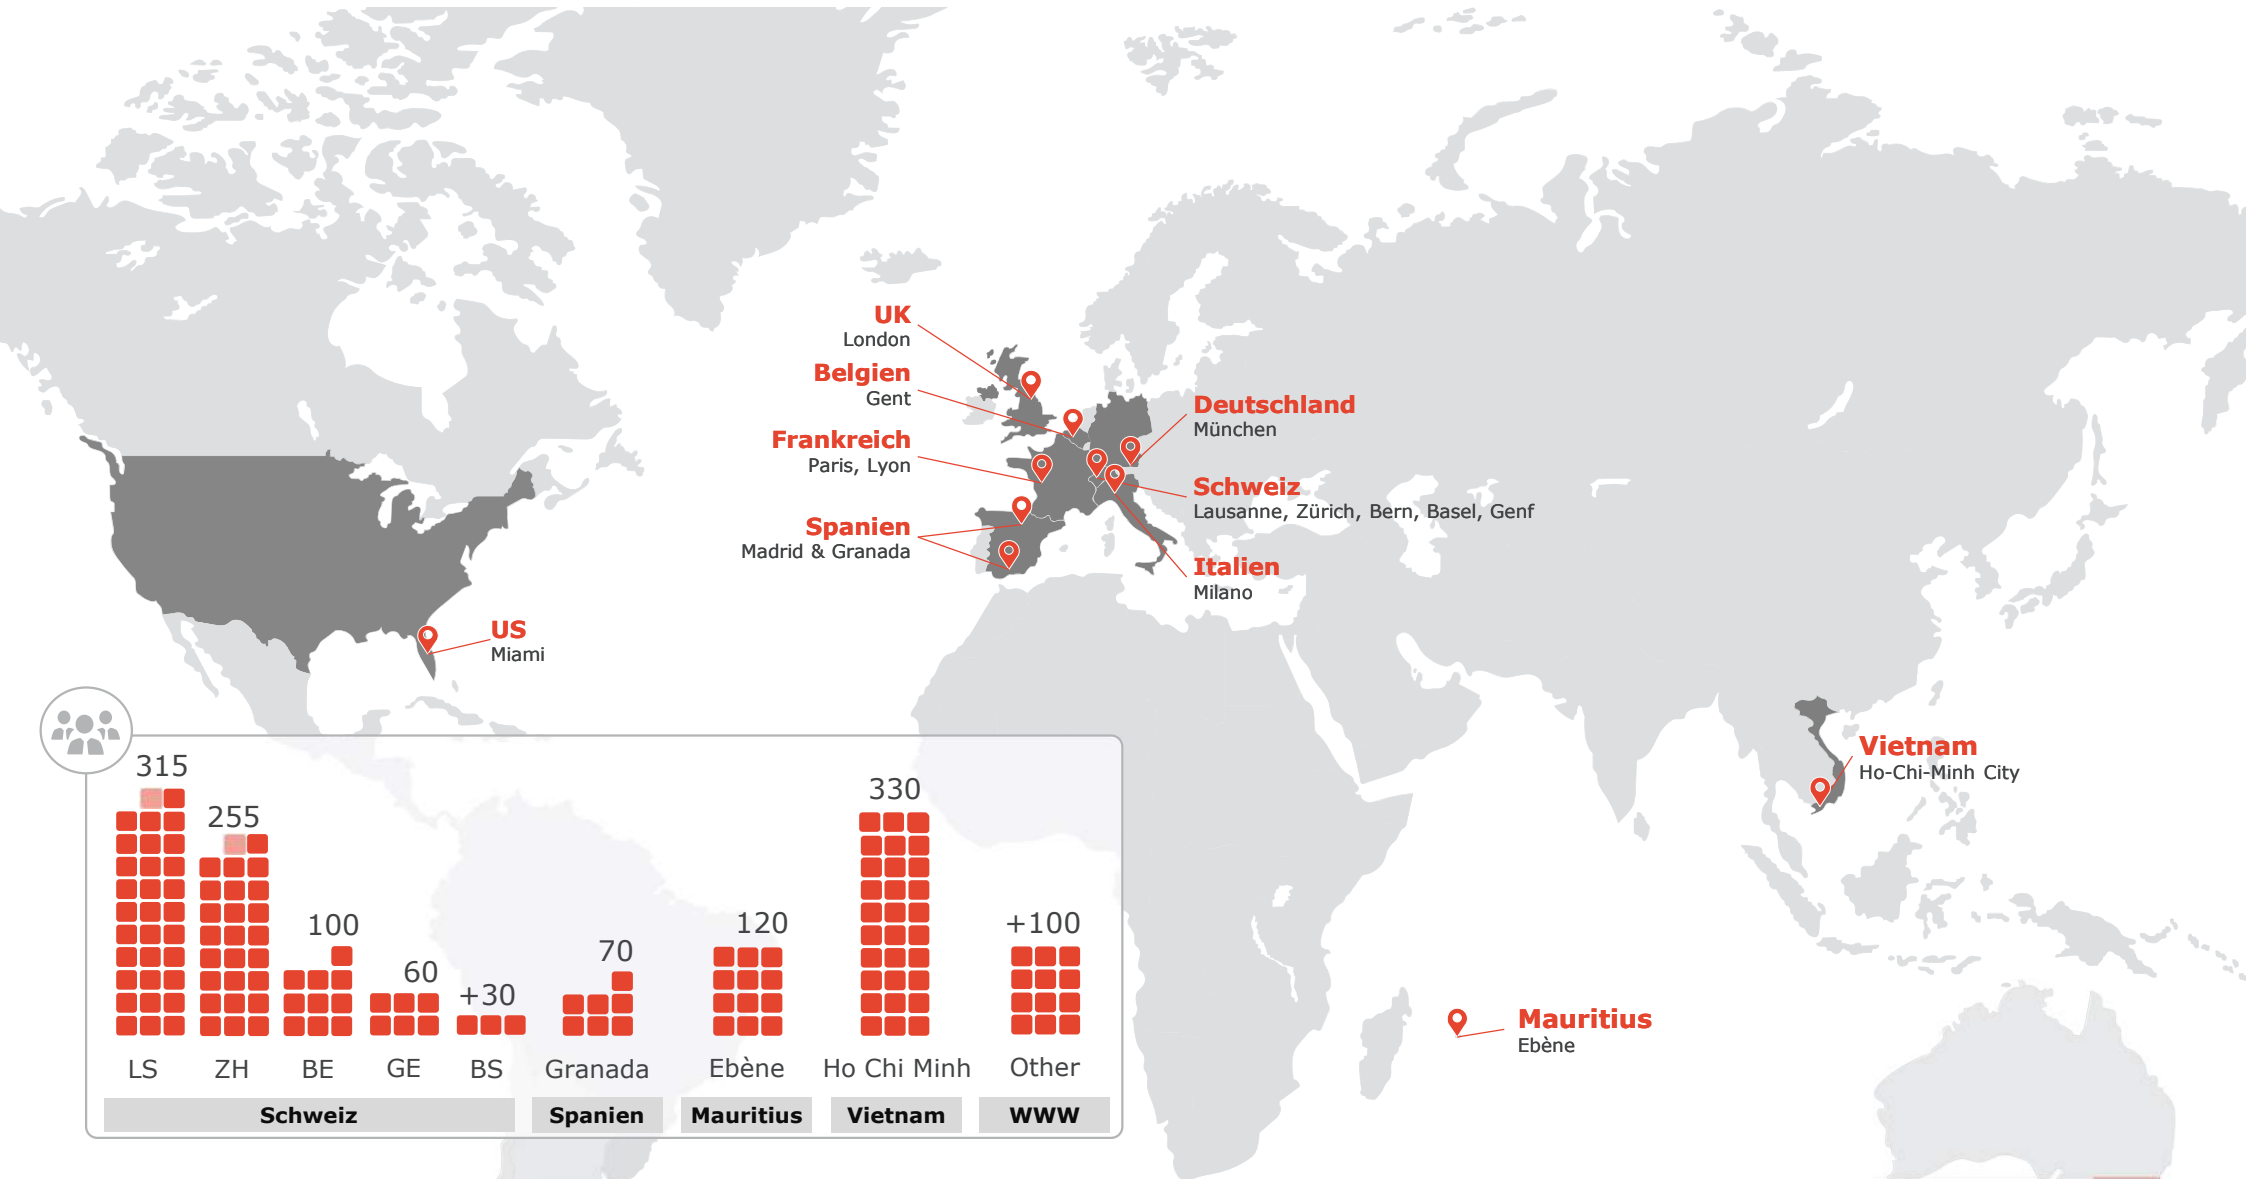 UK
London
Belgien
Gent
Frankreich
Paris, Lyon
Spanien
Madrid & Granada
Deutschland
München
Schweiz
Lausanne, Zürich, Bern, Basel, Genf
Italien
Milano
US
Miami
Vietnam
Ho-Chi-Minh City
Mauritius
Ebène
315
255
100
60
+30
70
120
330
+100
LS ZH BE GE BS Granada Ebène Ho Chi Minh Other
Schweiz Spanien Mauritius Vietnam WWW